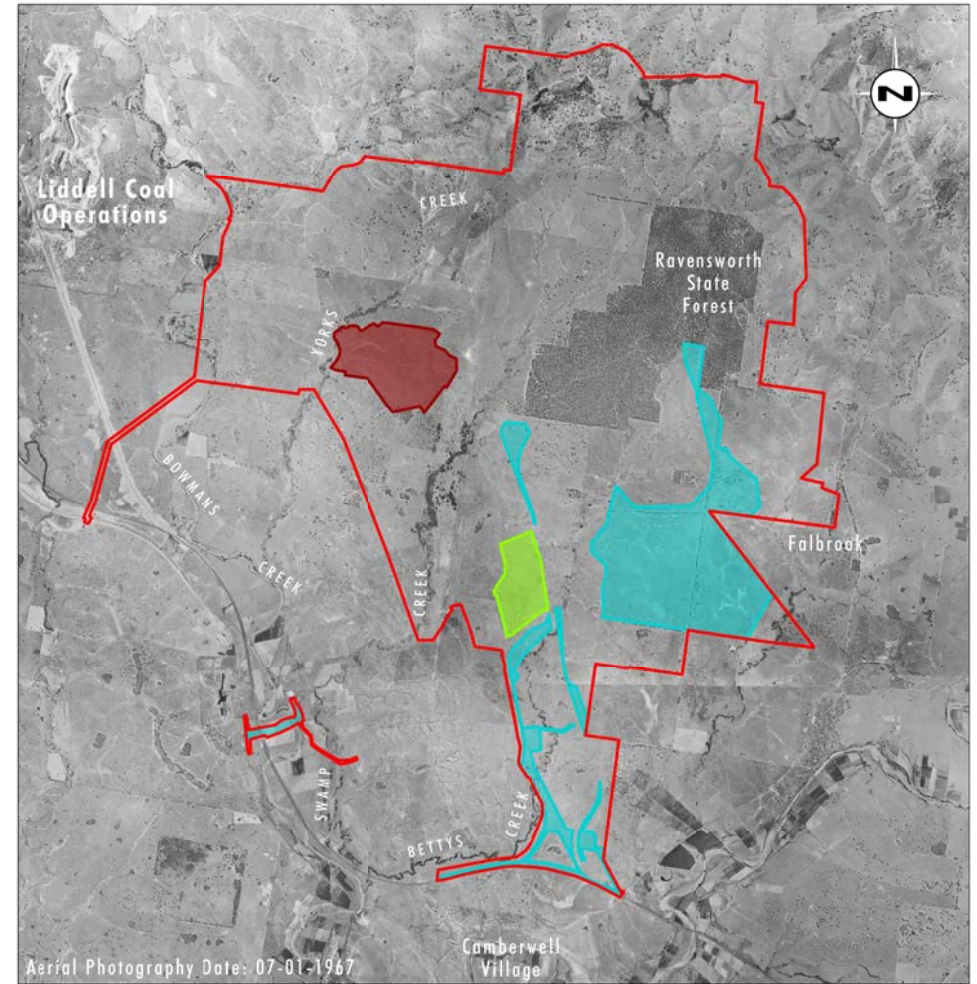 N
CREEK
Liddell Coal
Operations
Ravensworth
State
Forest
YORKS
BOWMANS
CREEK
CREEK
Falbrook
SWAMP
CREEK
BETTYS
Camberwell
Village
Aerial Photography Date: 07-01-1967